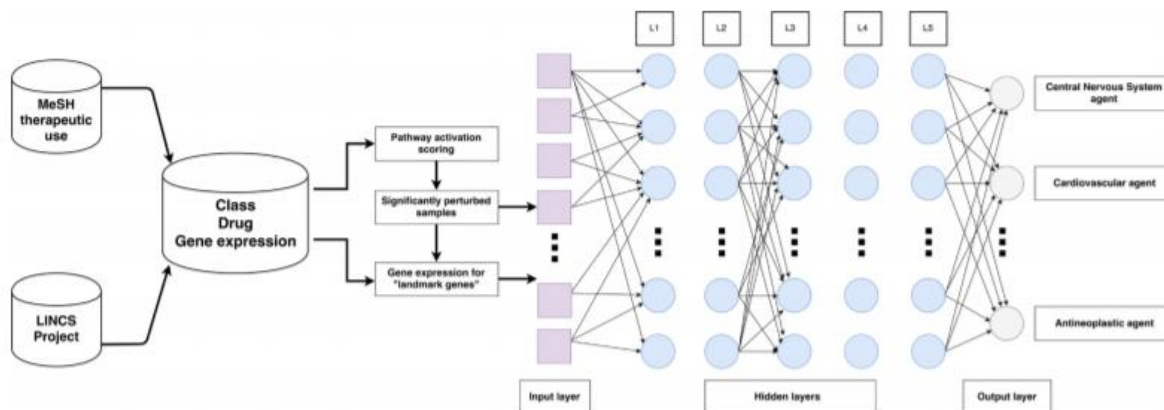 MeSH
therapeutic
use
LINCS
Project
Class
Drug
Gene expression
Pathway activation
scoring
Significantly perturbed
samples
Gene expression for
"landmark genes"
L1
L2
L3
L4
L5
Central Nervous System
agent
Cardiovascular agent
Antineoplastic agent
Input layer
Hidden layers
Output layer